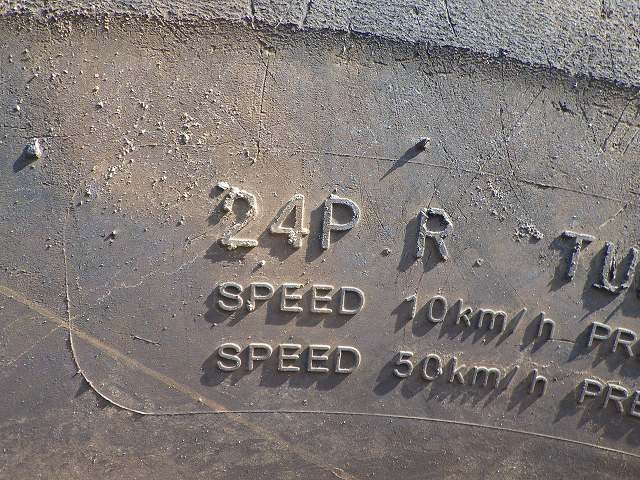 24P.R. TU
SPEED 10km/h PR
SPEED 50km/h PRE